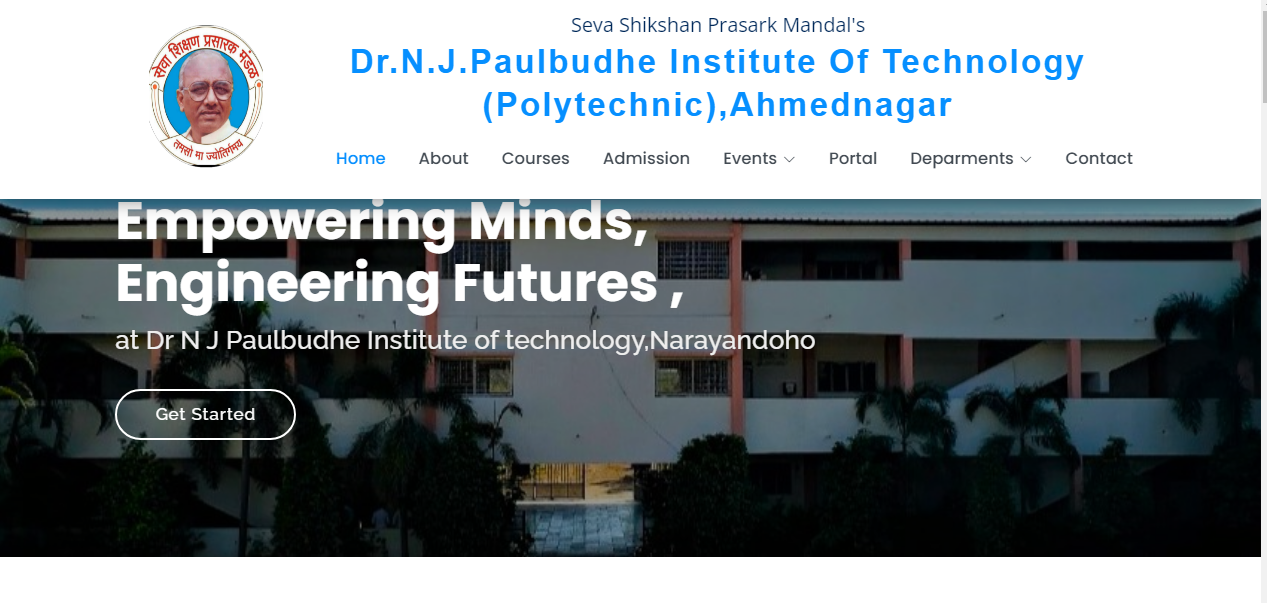 Seva Shikshan Prasark Mandal's
Dr.N.J.Paulbudhe Institute Of Technology
(Polytechnic),Ahmednagar
सेवा शिक्षण प्रसारक मंडळ
तमसो मा ज्योतिर्गमय
Home About Courses Admission Events Portal Deparments Contact
Empowering Minds,
Engineering Futures ,
at Dr N J Paulbudhe Institute of technology,Narayandoho
Get Started